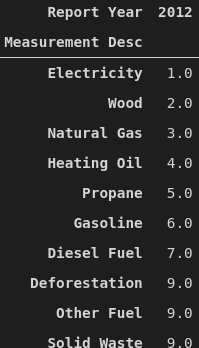 Report Year 2012
Measurement Desc
Electricity 1.0
Wood 2.0
Natural Gas 3.0
Heating Oil 4.0
Propane 5.0
Gasoline 6.0
Diesel Fuel 7.0
Deforestation 9.0
Other Fuel 9.0
Solid Waste 9.0